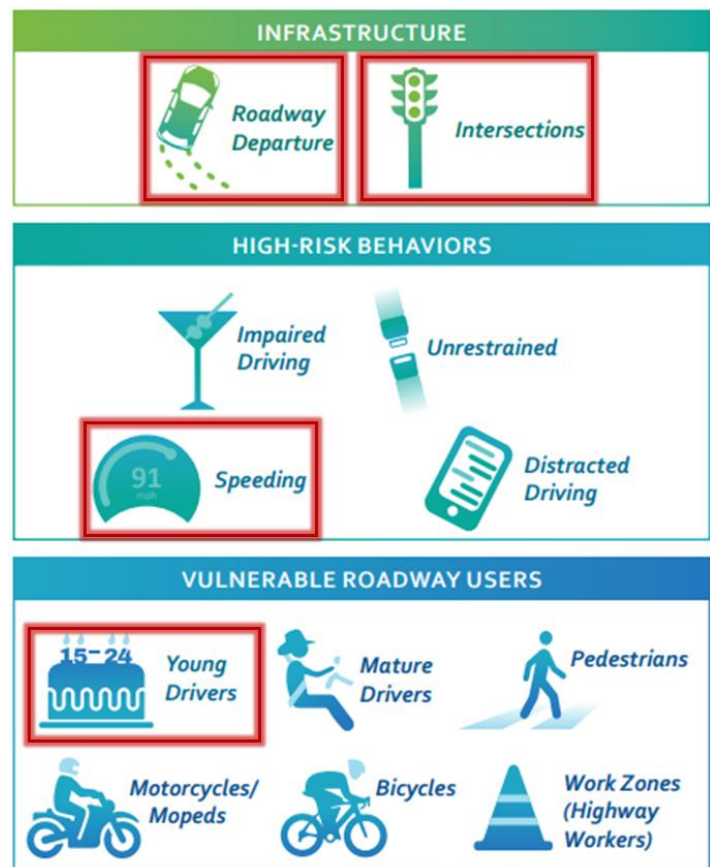 INFRASTRUCTURE
Roadway
Departure
Intersections
HIGH-RISK BEHAVIORS
Impaired
Driving
Unrestrained
91
mph
Speeding
Distracted
Driving
VULNERABLE ROADWAY USERS
15-24
Young
Drivers
Mature
Drivers
Pedestrians
Motorcycles/
Mopeds
Bicycles
Work Zones
(Highway
Workers)